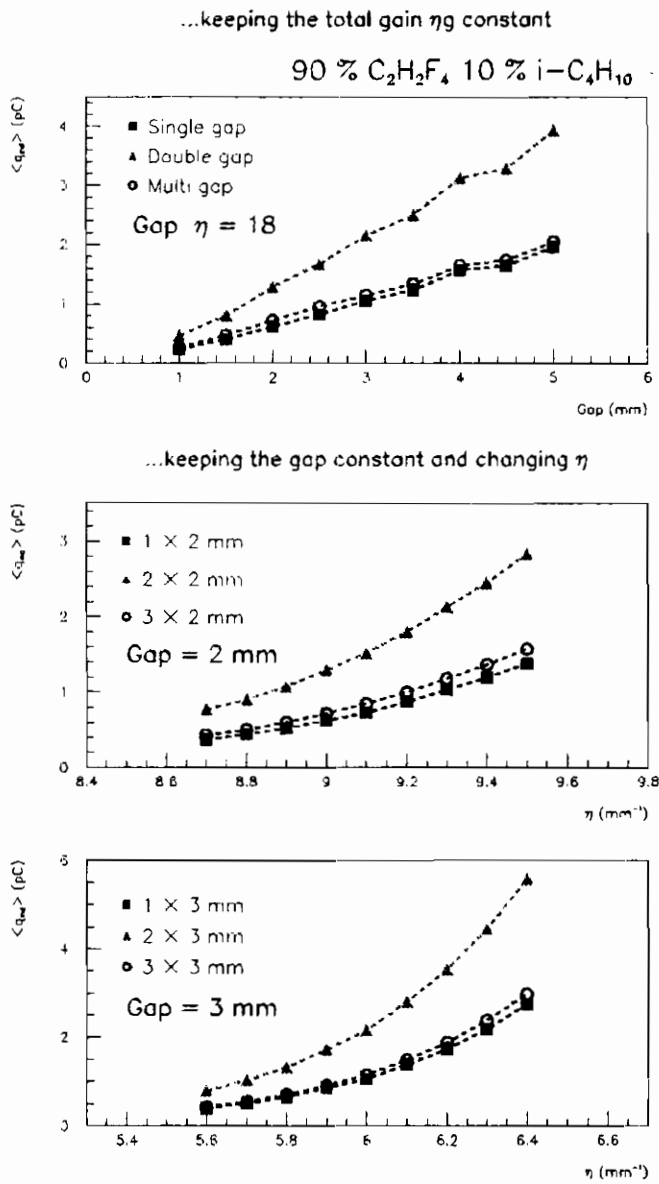 ...keeping the total gain ηg constant
90 % C₂H₂F₄ 10 % i−C₄H₁₀
<q_ind> (pC)
4
3
2
1
0
■ Single gap
▲ Double gap
o Multi gap
Gap η = 18
0 1 2 3 4 5 6
Gap (mm)
...keeping the gap constant and changing η
<q_ind> (pC)
3
2
1
0
■ 1 × 2 mm
▲ 2 × 2 mm
o 3 × 2 mm
Gap = 2 mm
8.4 8.6 8.8 9 9.2 9.4 9.6 9.8
η (mm⁻¹)
<q_ind> (pC)
6
4
2
0
■ 1 × 3 mm
▲ 2 × 3 mm
o 3 × 3 mm
Gap = 3 mm
5.4 5.6 5.8 6 6.2 6.4 6.6
η (mm⁻¹)